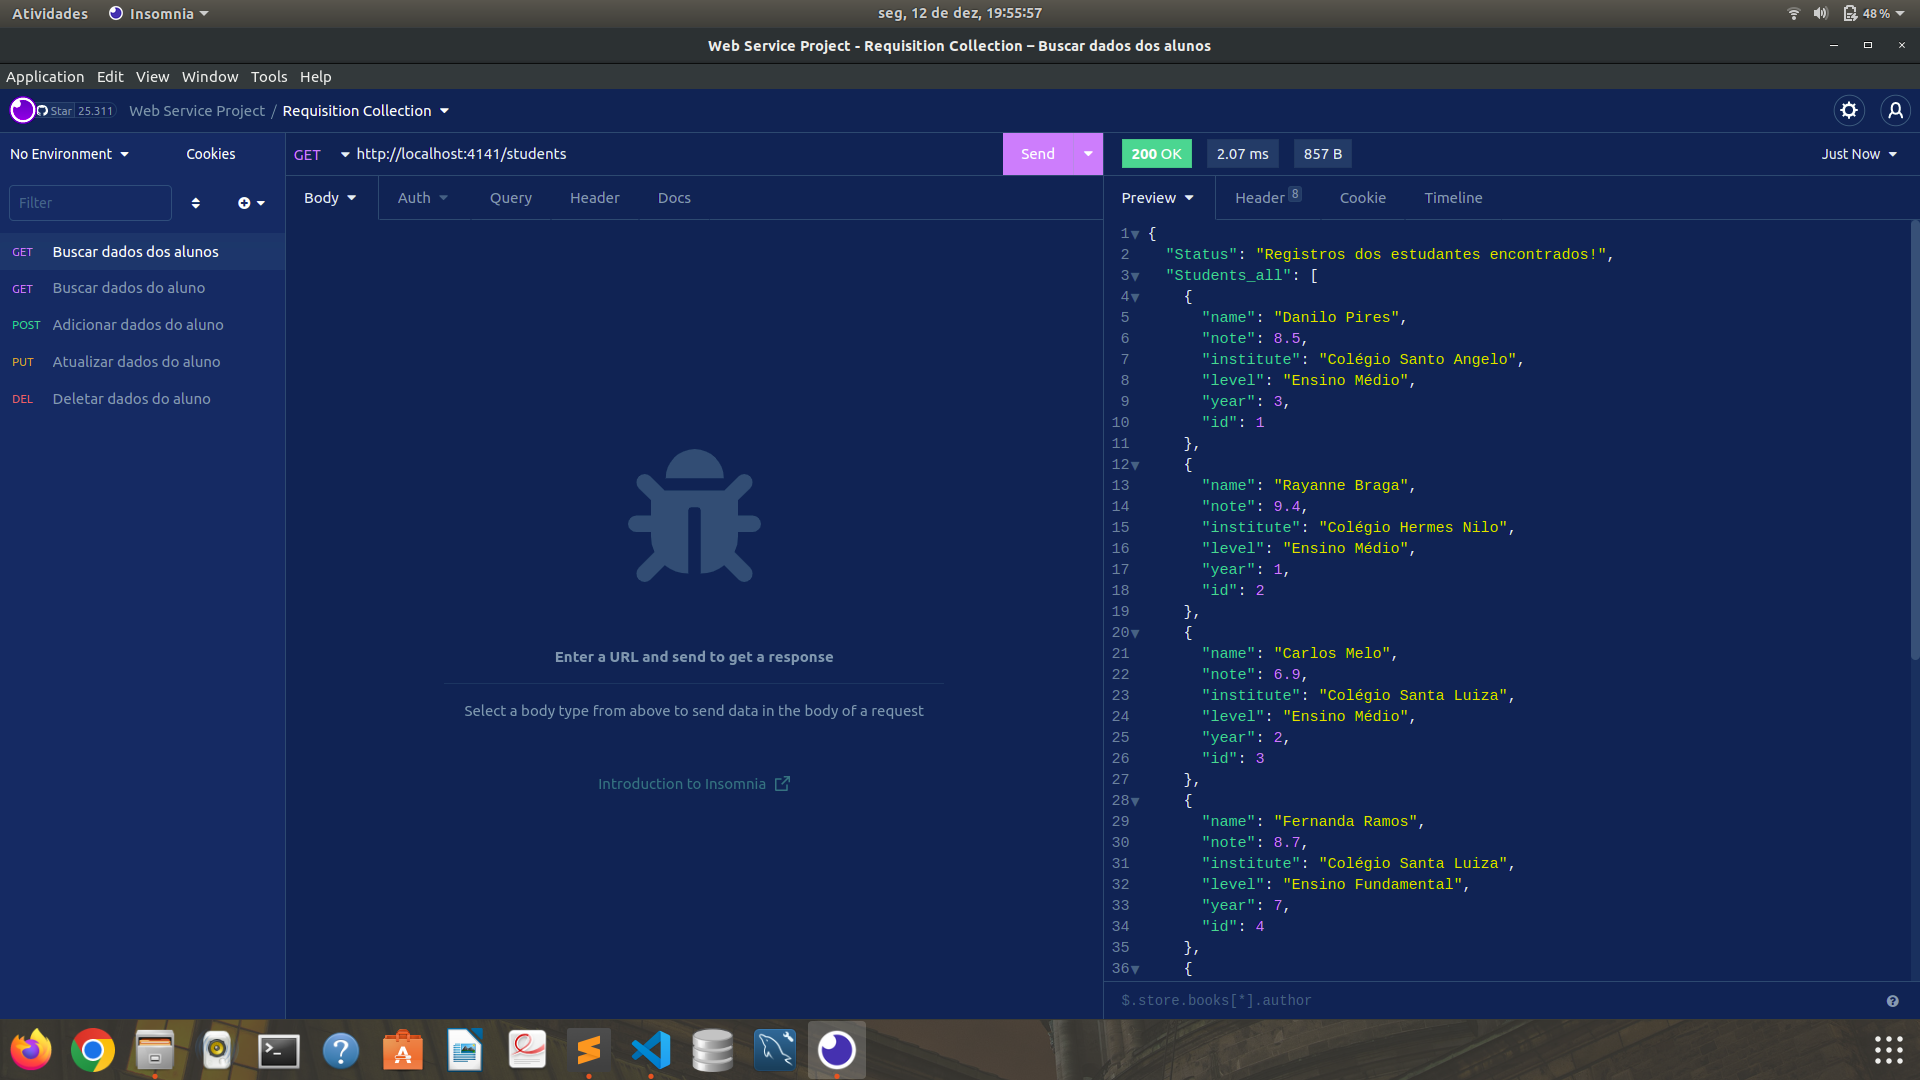 Atividades Insomnia seg, 12 de dez, 19:55:57 48 %
Web Service Project - Requisition Collection – Buscar dados dos alunos
Application Edit View Window Tools Help
Star 25.311 Web Service Project / Requisition Collection
No Environment Cookies
GET http://localhost:4141/students Send
200 OK 2.07 ms 857 B Just Now
Filter
Body Auth Query Header Docs
Preview Header 8 Cookie Timeline
GET Buscar dados dos alunos
GET Buscar dados do aluno
POST Adicionar dados do aluno
PUT Atualizar dados do aluno
DEL Deletar dados do aluno
Enter a URL and send to get a response
Select a body type from above to send data in the body of a request
Introduction to Insomnia
1 {
2 "Status": "Registros dos estudantes encontrados!",
3 "Students_all": [
4 {
5 "name": "Danilo Pires",
6 "note": 8.5,
7 "institute": "Colégio Santo Angelo",
8 "level": "Ensino Médio",
9 "year": 3,
10 "id": 1
11 },
12 {
13 "name": "Rayanne Braga",
14 "note": 9.4,
15 "institute": "Colégio Hermes Nilo",
16 "level": "Ensino Médio",
17 "year": 1,
18 "id": 2
19 },
20 {
21 "name": "Carlos Melo",
22 "note": 6.9,
23 "institute": "Colégio Santa Luiza",
24 "level": "Ensino Médio",
25 "year": 2,
26 "id": 3
27 },
28 {
29 "name": "Fernanda Ramos",
30 "note": 8.7,
31 "institute": "Colégio Santa Luiza",
32 "level": "Ensino Fundamental",
33 "year": 7,
34 "id": 4
35 },
36 {
$.store.books[*].author